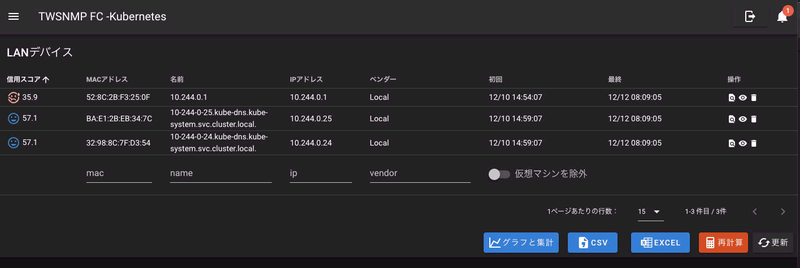 TWSNMP FC -Kubernetes
1
LANデバイス
信用スコア MACアドレス 名前 IPアドレス ベンダー 初回 最終 操作
35.9 52:8C:2B:F3:25:0F 10.244.0.1 10.244.0.1 Local 12/10 14:54:07 12/12 08:09:05
57.1 BA:E1:2B:EB:34:7C 10-244-0-25.kube-dns.kube-system.svc.cluster.local. 10.244.0.25 Local 12/10 14:59:07 12/12 08:09:05
57.1 32:98:8C:7F:D3:54 10-244-0-24.kube-dns.kube-system.svc.cluster.local. 10.244.0.24 Local 12/10 14:59:07 12/12 08:09:05
mac name ip vendor 仮想マシンを除外
1ページあたりの行数： 15 1-3 件目 / 3件
グラフと集計 CSV EXCEL 再計算 更新